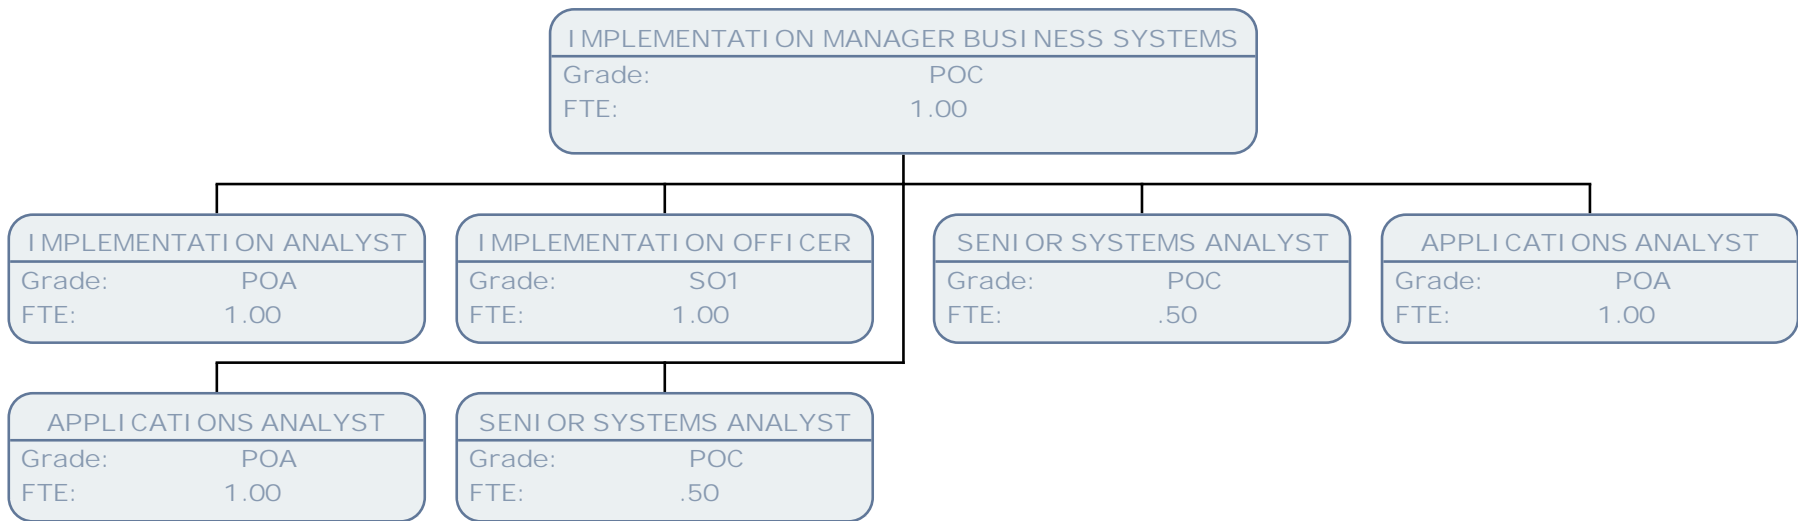 IMPLEMENTATION MANAGER BUSINESS SYSTEMS
Grade: POC
FTE: 1.00
IMPLEMENTATION ANALYST
Grade: POA
FTE: 1.00
IMPLEMENTATION OFFICER
Grade: SO1
FTE: 1.00
SENIOR SYSTEMS ANALYST
Grade: POC
FTE: .50
APPLICATIONS ANALYST
Grade: POA
FTE: 1.00
APPLICATIONS ANALYST
Grade: POA
FTE: 1.00
SENIOR SYSTEMS ANALYST
Grade: POC
FTE: .50